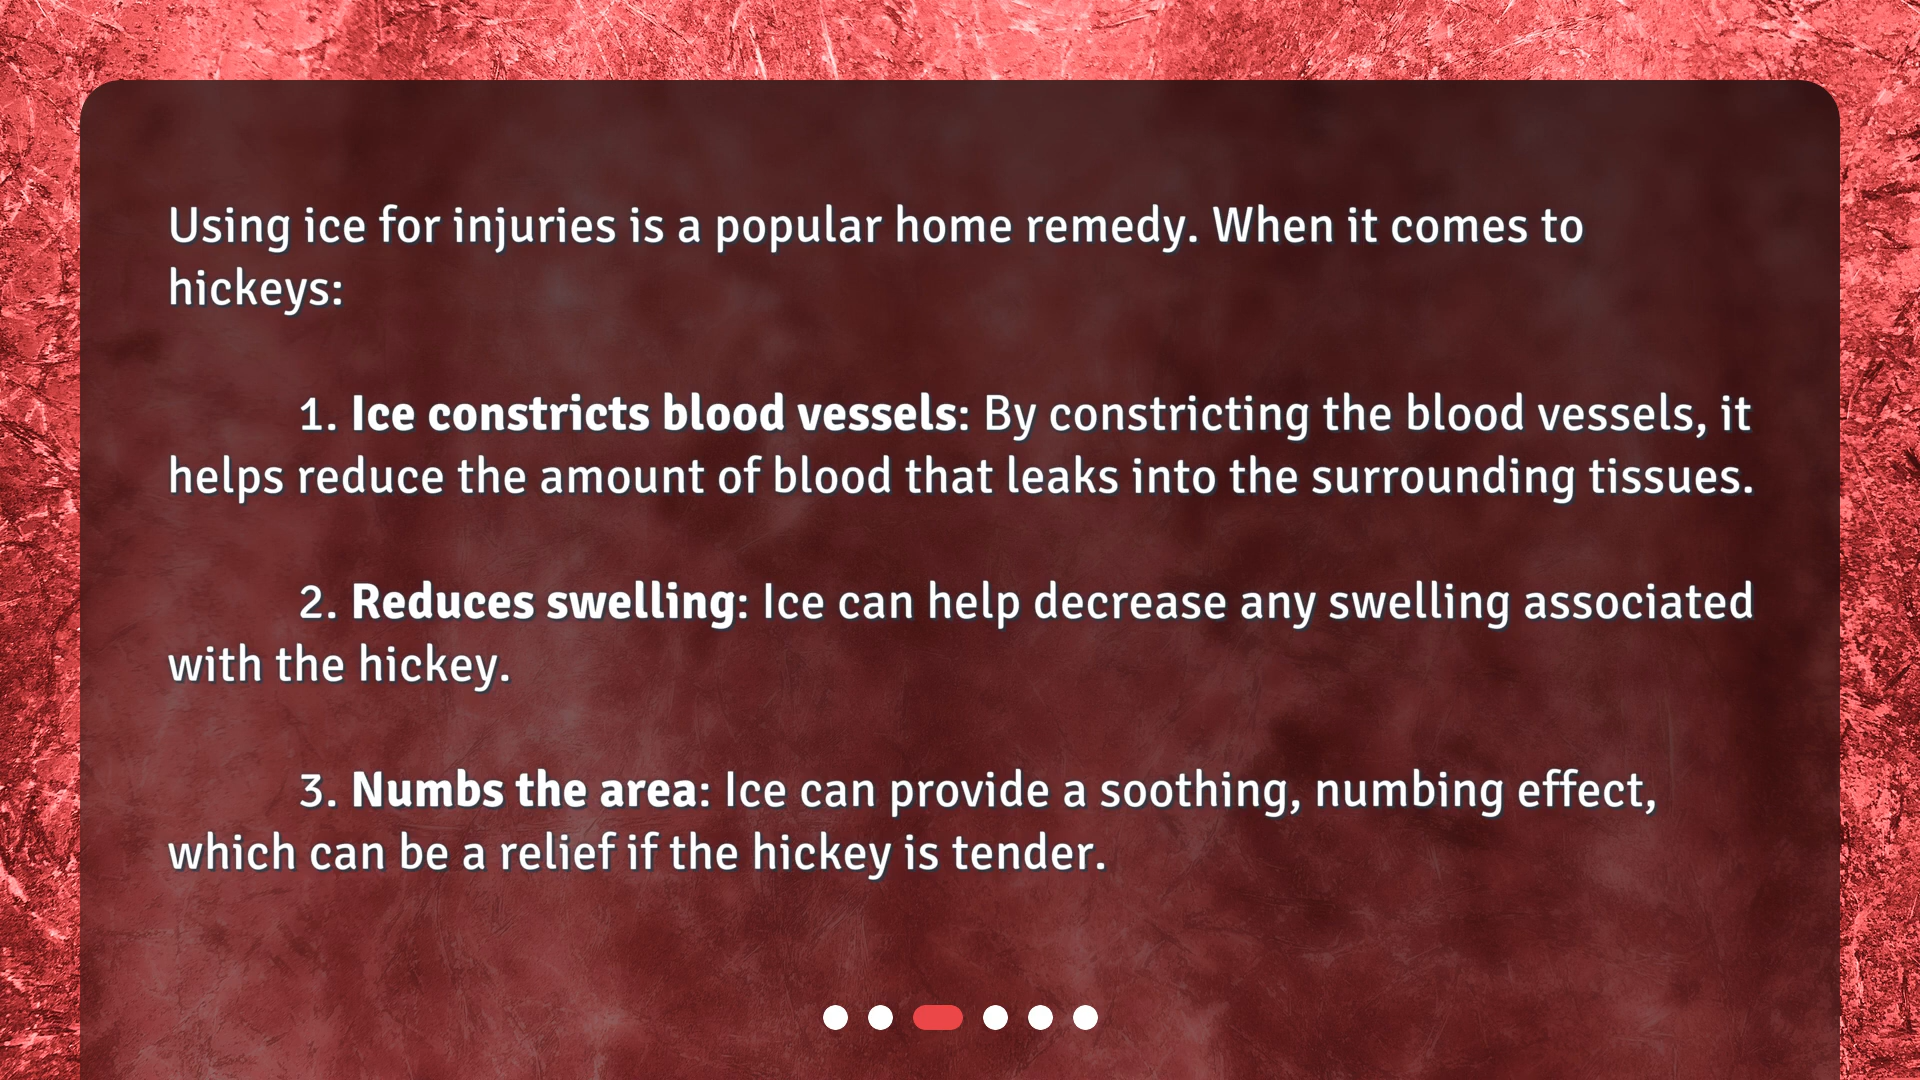 Using ice for injuries is a popular home remedy. When it comes to
hickeys:
1. Ice constricts blood vessels: By constricting the blood vessels, it
helps reduce the amount of blood that leaks into the surrounding tissues.
2. Reduces swelling: Ice can help decrease any swelling associated
with the hickey.
3. Numbs the area: Ice can provide a soothing, numbing effect,
which can be a relief if the hickey is tender.